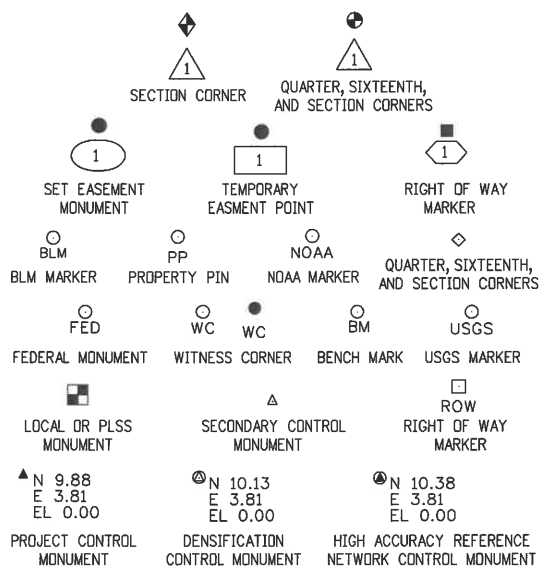 1
1
SECTION CORNER
QUARTER, SIXTEENTH,
AND SECTION CORNERS
1
1
1
SET EASEMENT
MONUMENT
TEMPORARY
EASMENT POINT
RIGHT OF WAY
MARKER
BLM
BLM MARKER
PP
PROPERTY PIN
NOAA
NOAA MARKER
QUARTER, SIXTEENTH,
AND SECTION CORNERS
FED
FEDERAL MONUMENT
WC
WC
WITNESS CORNER
BM
BENCH MARK
USGS
USGS MARKER
LOCAL OR PLSS
MONUMENT
SECONDARY CONTROL
MONUMENT
ROW
RIGHT OF WAY
MARKER
N 9.88
E 3.81
EL 0.00
PROJECT CONTROL
MONUMENT
N 10.13
E 3.81
EL 0.00
DENSIFICATION
CONTROL MONUMENT
N 10.38
E 3.81
EL 0.00
HIGH ACCURACY REFERENCE
NETWORK CONTROL MONUMENT